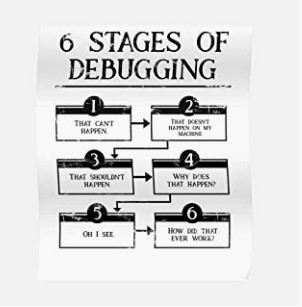 6 STAGES OF
DEBUGGING
1
THAT CAN'T
HAPPEN.
2
THAT DOESN'T
HAPPEN ON MY
MACHINE
3
THAT SHOULDN'T
HAPPEN.
4
WHY DOES
THAT HAPPEN?
5
OH I SEE.
6
HOW DID THAT
EVER WORK?